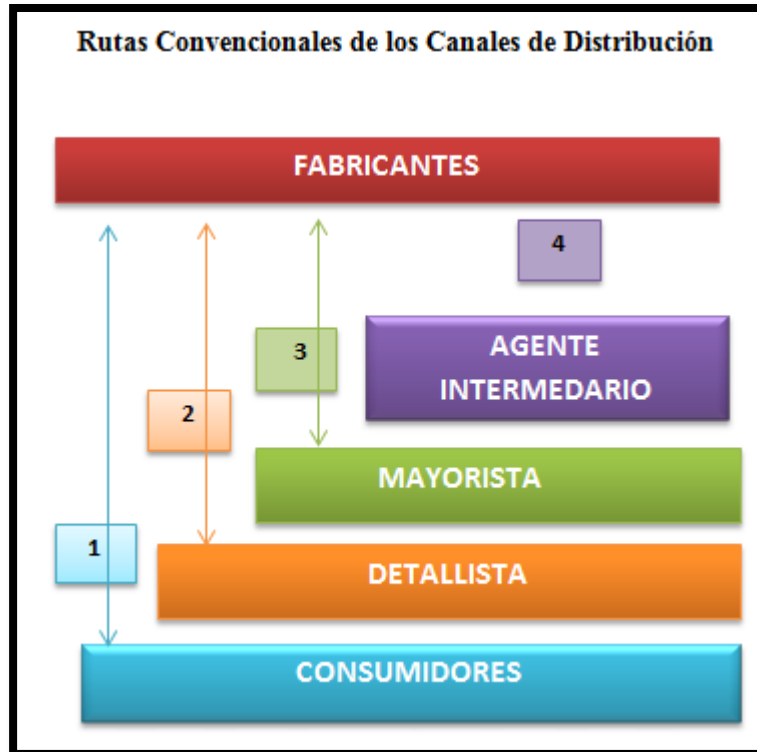 Rutas Convencionales de los Canales de Distribución
FABRICANTES
4
AGENTE
INTERMEDARIO
3
2
MAYORISTA
1
DETALLISTA
CONSUMIDORES